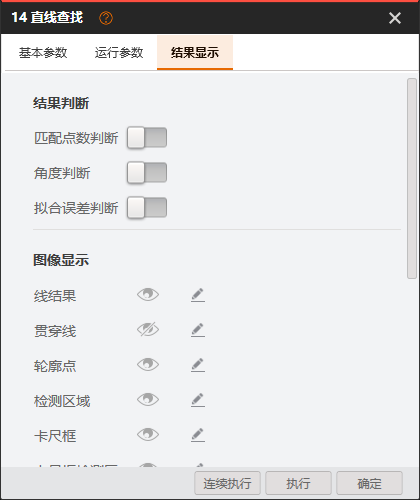 14 直线查找
基本参数 运行参数 结果显示
结果判断
匹配点数判断
角度判断
拟合误差判断
图像显示
线结果
贯穿线
轮廓点
检测区域
卡尺框
连续执行 执行 确定